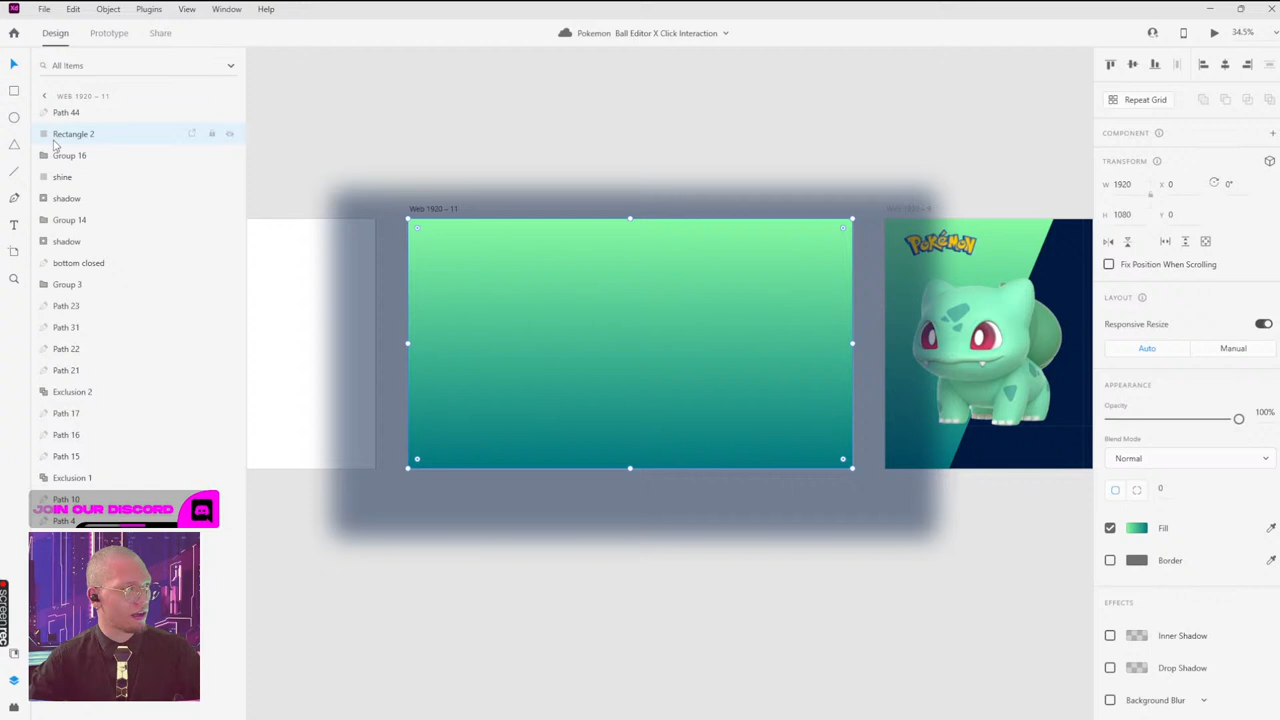 Xd File Edit Object Plugins View Window Help
Design Prototype Share Pokemon Ball Editor X Click Interaction 34.5%
All Items
WEB 1920 – 11
Path 44
Rectangle 2
Group 16
shine
shadow
Group 14
shadow
bottom closed
Group 3
Path 23
Path 31
Path 22
Path 21
Exclusion 2
Path 17
Path 16
Path 15
Exclusion 1
Path 10
JOIN OUR DISCORD
Path 4
screenrec
Web 1920 – 11
Pokémon
Repeat Grid
COMPONENT
TRANSFORM
W 1920 X 0 0°
H 1080 Y 0
Fix Position When Scrolling
LAYOUT
Responsive Resize
Auto Manual
APPEARANCE
Opacity
100%
Blend Mode
Normal
0
Fill
Border
EFFECTS
Inner Shadow
Drop Shadow
Background Blur